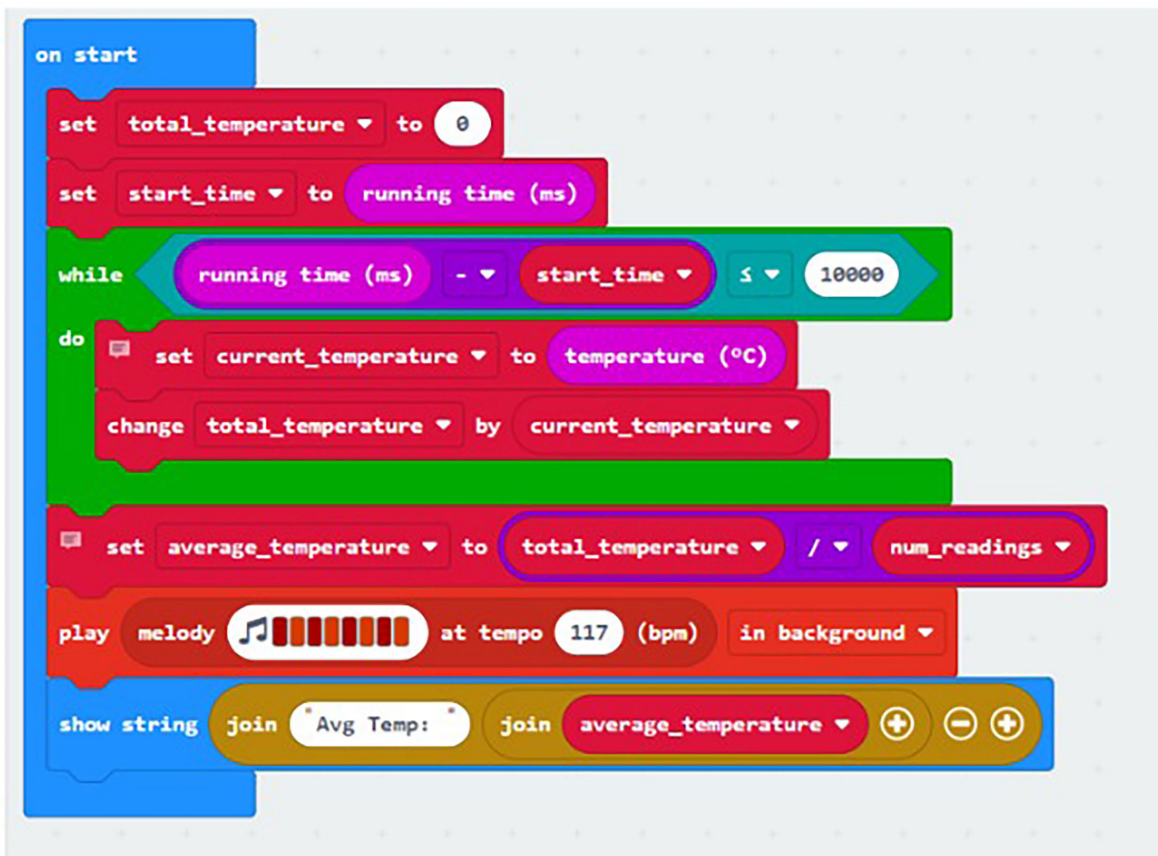 on start
set total_temperature to 0
set start_time to running time (ms)
while running time (ms) - start_time ≤ 10000
do set current_temperature to temperature (ºC)
change total_temperature by current_temperature
set average_temperature to total_temperature / num_readings
play melody at tempo 117 (bpm) in background
show string join "Avg Temp: " join average_temperature